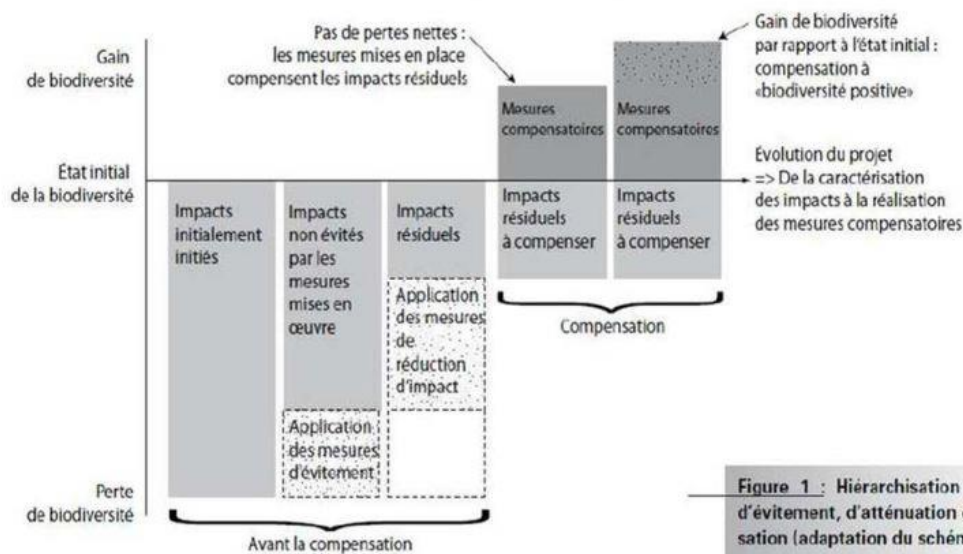 Gain
de biodiversité
Pas de pertes nettes :
les mesures mises en place
compensent les impacts résiduels
Gain de biodiversité
par rapport à l'état initial :
compensation à
«biodiversité positive»
Mesures
compensatoires
Mesures
compensatoires
État initial
de la biodiversité
Évolution du projet
=> De la caractérisation
des impacts à la réalisation
des mesures compensatoires
Impacts
initialement
initiés
Impacts
non évités
par les
mesures
mises en
œuvre
Impacts
résiduels
Impacts
résiduels
à compenser
Impacts
résiduels
à compenser
Application
des mesures
de
réduction
d'impact
Compensation
Application
des mesures
d'évitement
Perte
de biodiversité
Avant la compensation
Figure 1 : Hiérarchisation
d'évitement, d'atténuation
sation (adaptation du